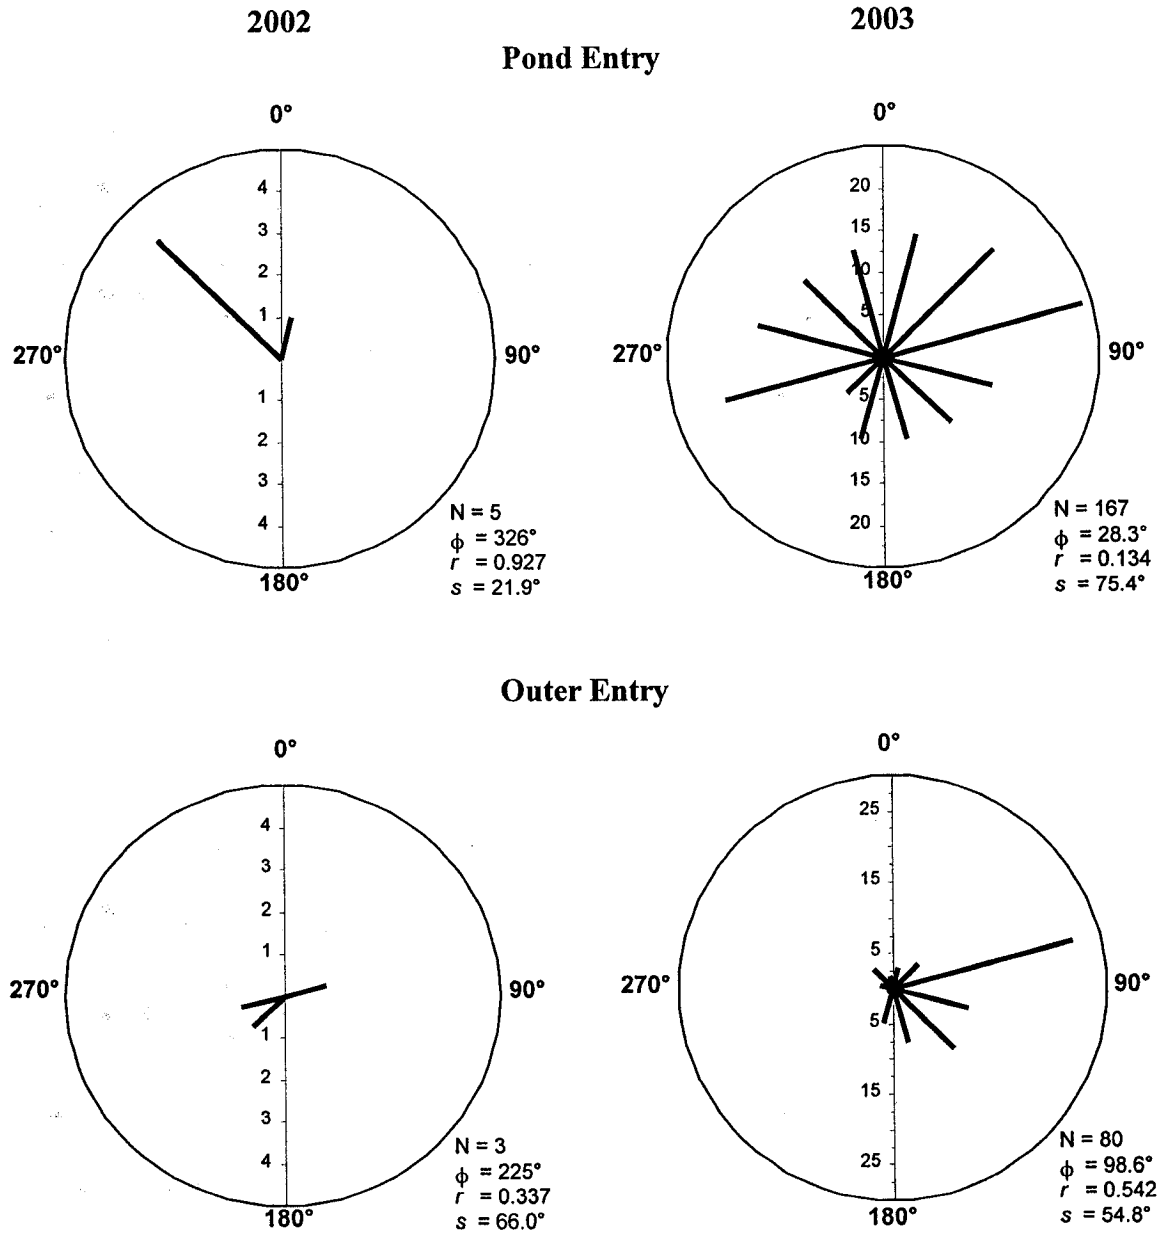 2002
2003
Pond Entry
0°
4
3
2
1
270°
90°
1
2
3
4
180°
N = 5
ϕ = 326°
r = 0.927
s = 21.9°
0°
20
15
10
5
270°
90°
5
10
15
20
180°
N = 167
ϕ = 28.3°
r = 0.134
s = 75.4°
Outer Entry
0°
4
3
2
1
270°
90°
1
2
3
4
180°
N = 3
ϕ = 225°
r = 0.337
s = 66.0°
0°
25
15
5
270°
90°
5
15
25
180°
N = 80
ϕ = 98.6°
r = 0.542
s = 54.8°